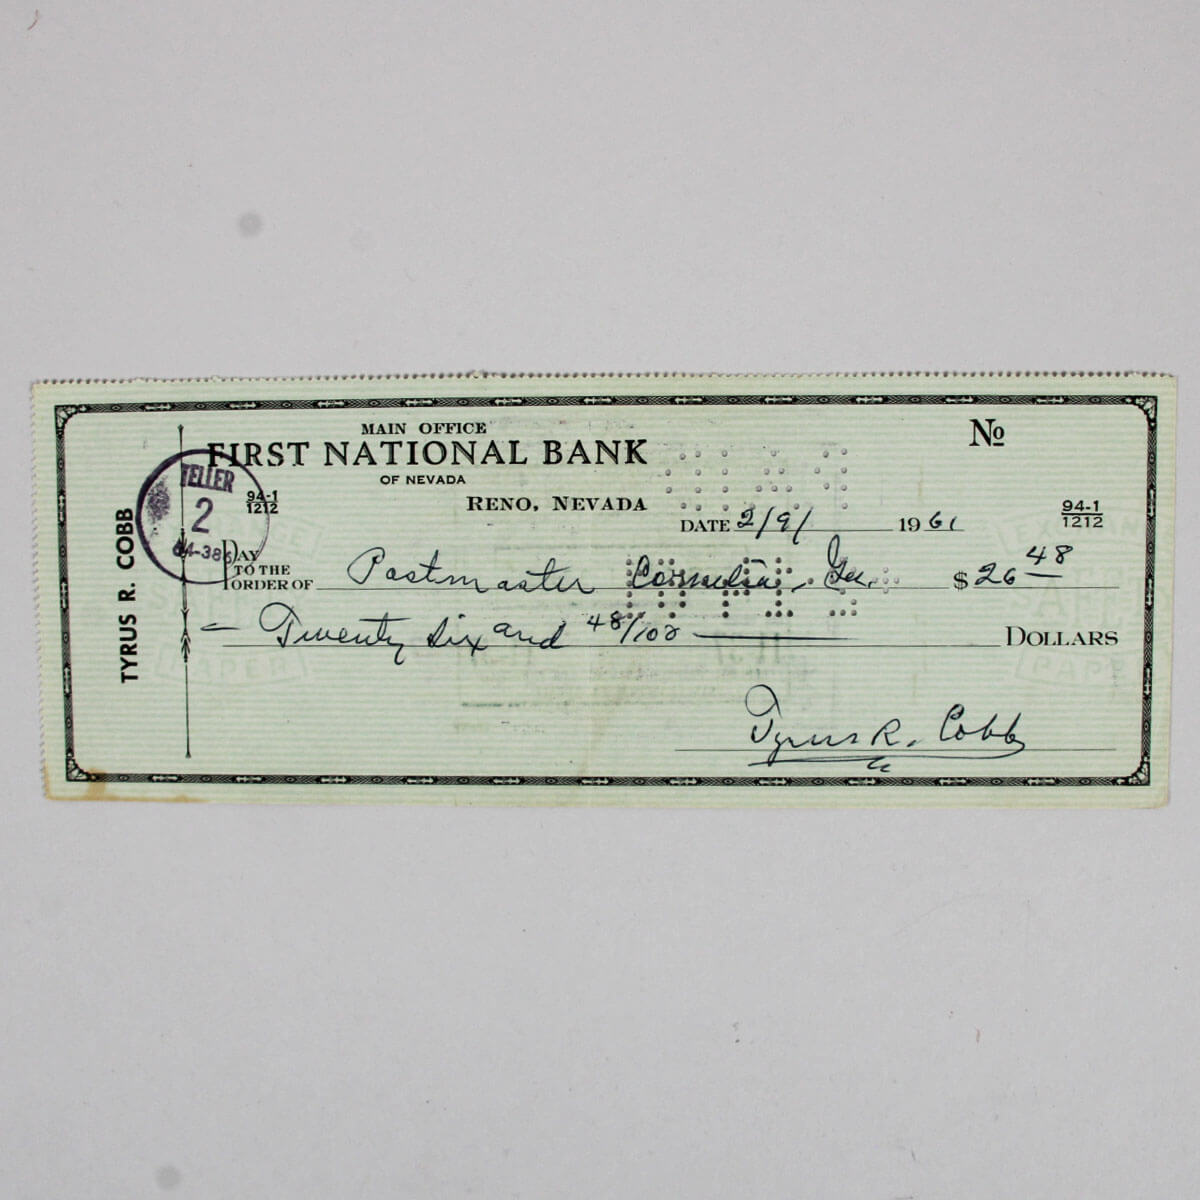 MAIN OFFICE
FIRST NATIONAL BANK
OF NEVADA
RENO, NEVADA
No
94-1
1212
94-1
1212
TELLER
2
TYRUS R. COBB
DATE 2/9/ 1961
PAY TO THE ORDER OF Postmaster Cornelia, Ga. $ 26 48
Twenty Six and 48/100 DOLLARS
Tyrus R. Cobb
PAID